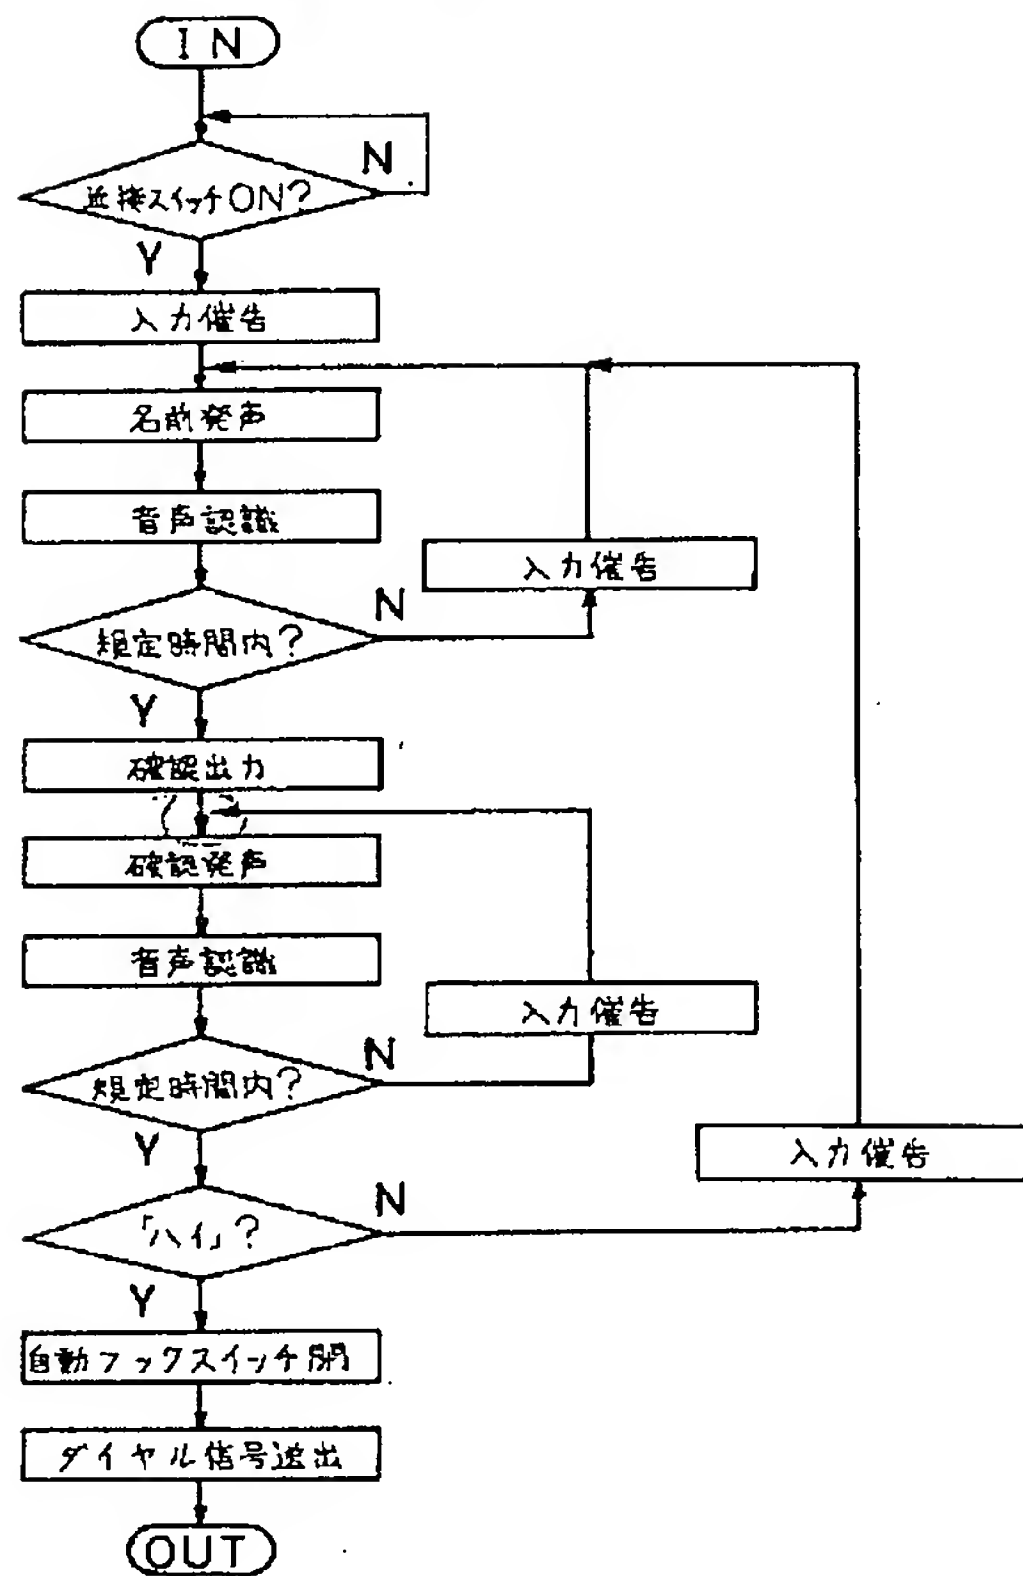 IN
N
近接スイッチON?
Y
入力催告
名前発声
音声認識
入力催告
N
規定時間内?
Y
確認出力
確認発声
音声認識
入力催告
N
規定時間内?
Y
入力催告
N
「ハイ」?
Y
自動フックスイッチ閉
ダイヤル信号送出
OUT